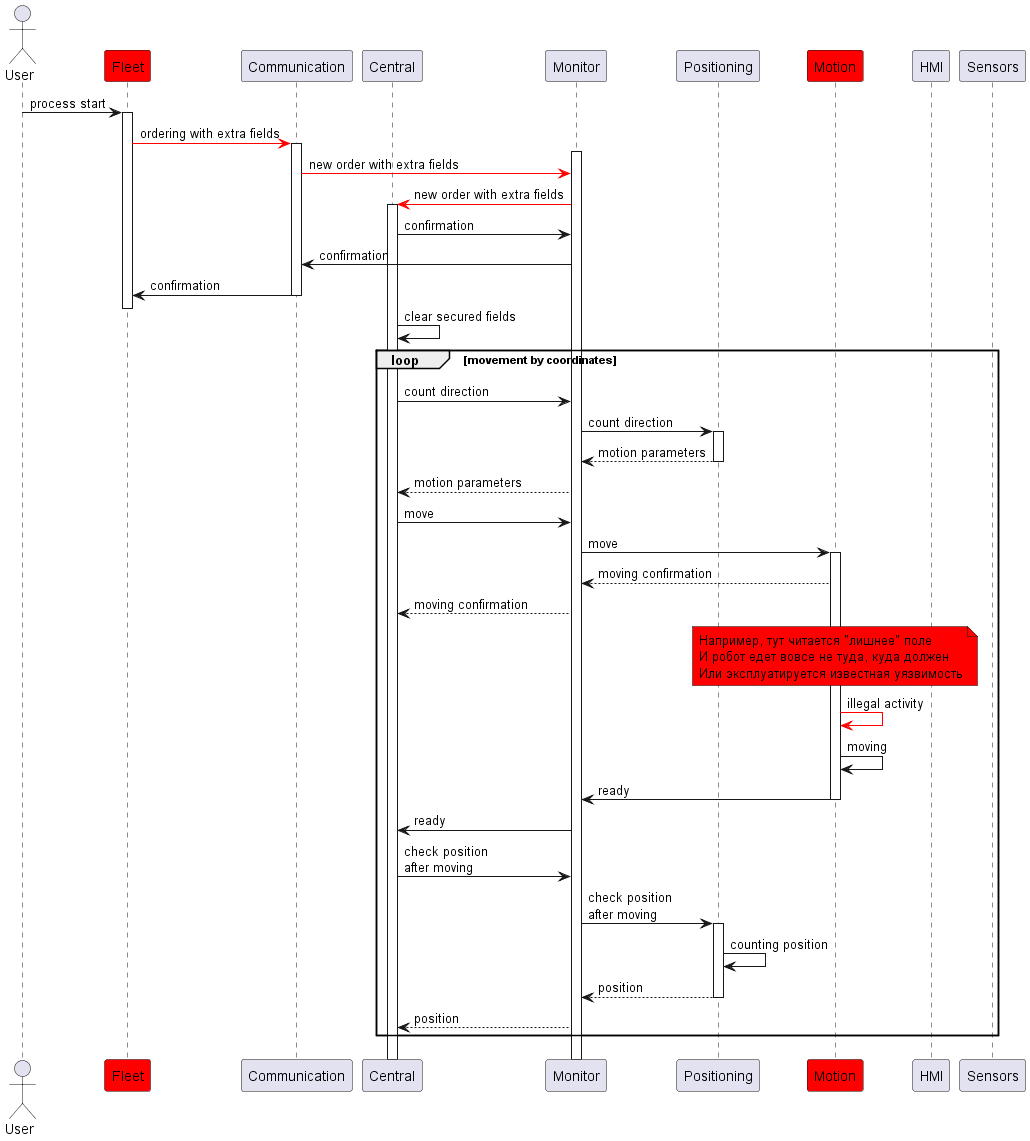 User
Fleet
Communication
Central
Monitor
Positioning
Motion
HMI
Sensors
process start
ordering with extra fields
new order with extra fields
new order with extra fields
confirmation
confirmation
confirmation
clear secured fields
loop
[movement by coordinates]
count direction
count direction
motion parameters
motion parameters
move
move
moving confirmation
moving confirmation
Например, тут читается "лишнее" поле
И робот едет вовсе не туда, куда должен
Или эксплуатируется известная уязвимость
illegal activity
moving
ready
ready
check position
after moving
check position
after moving
counting position
position
position
User
Fleet
Communication
Central
Monitor
Positioning
Motion
HMI
Sensors